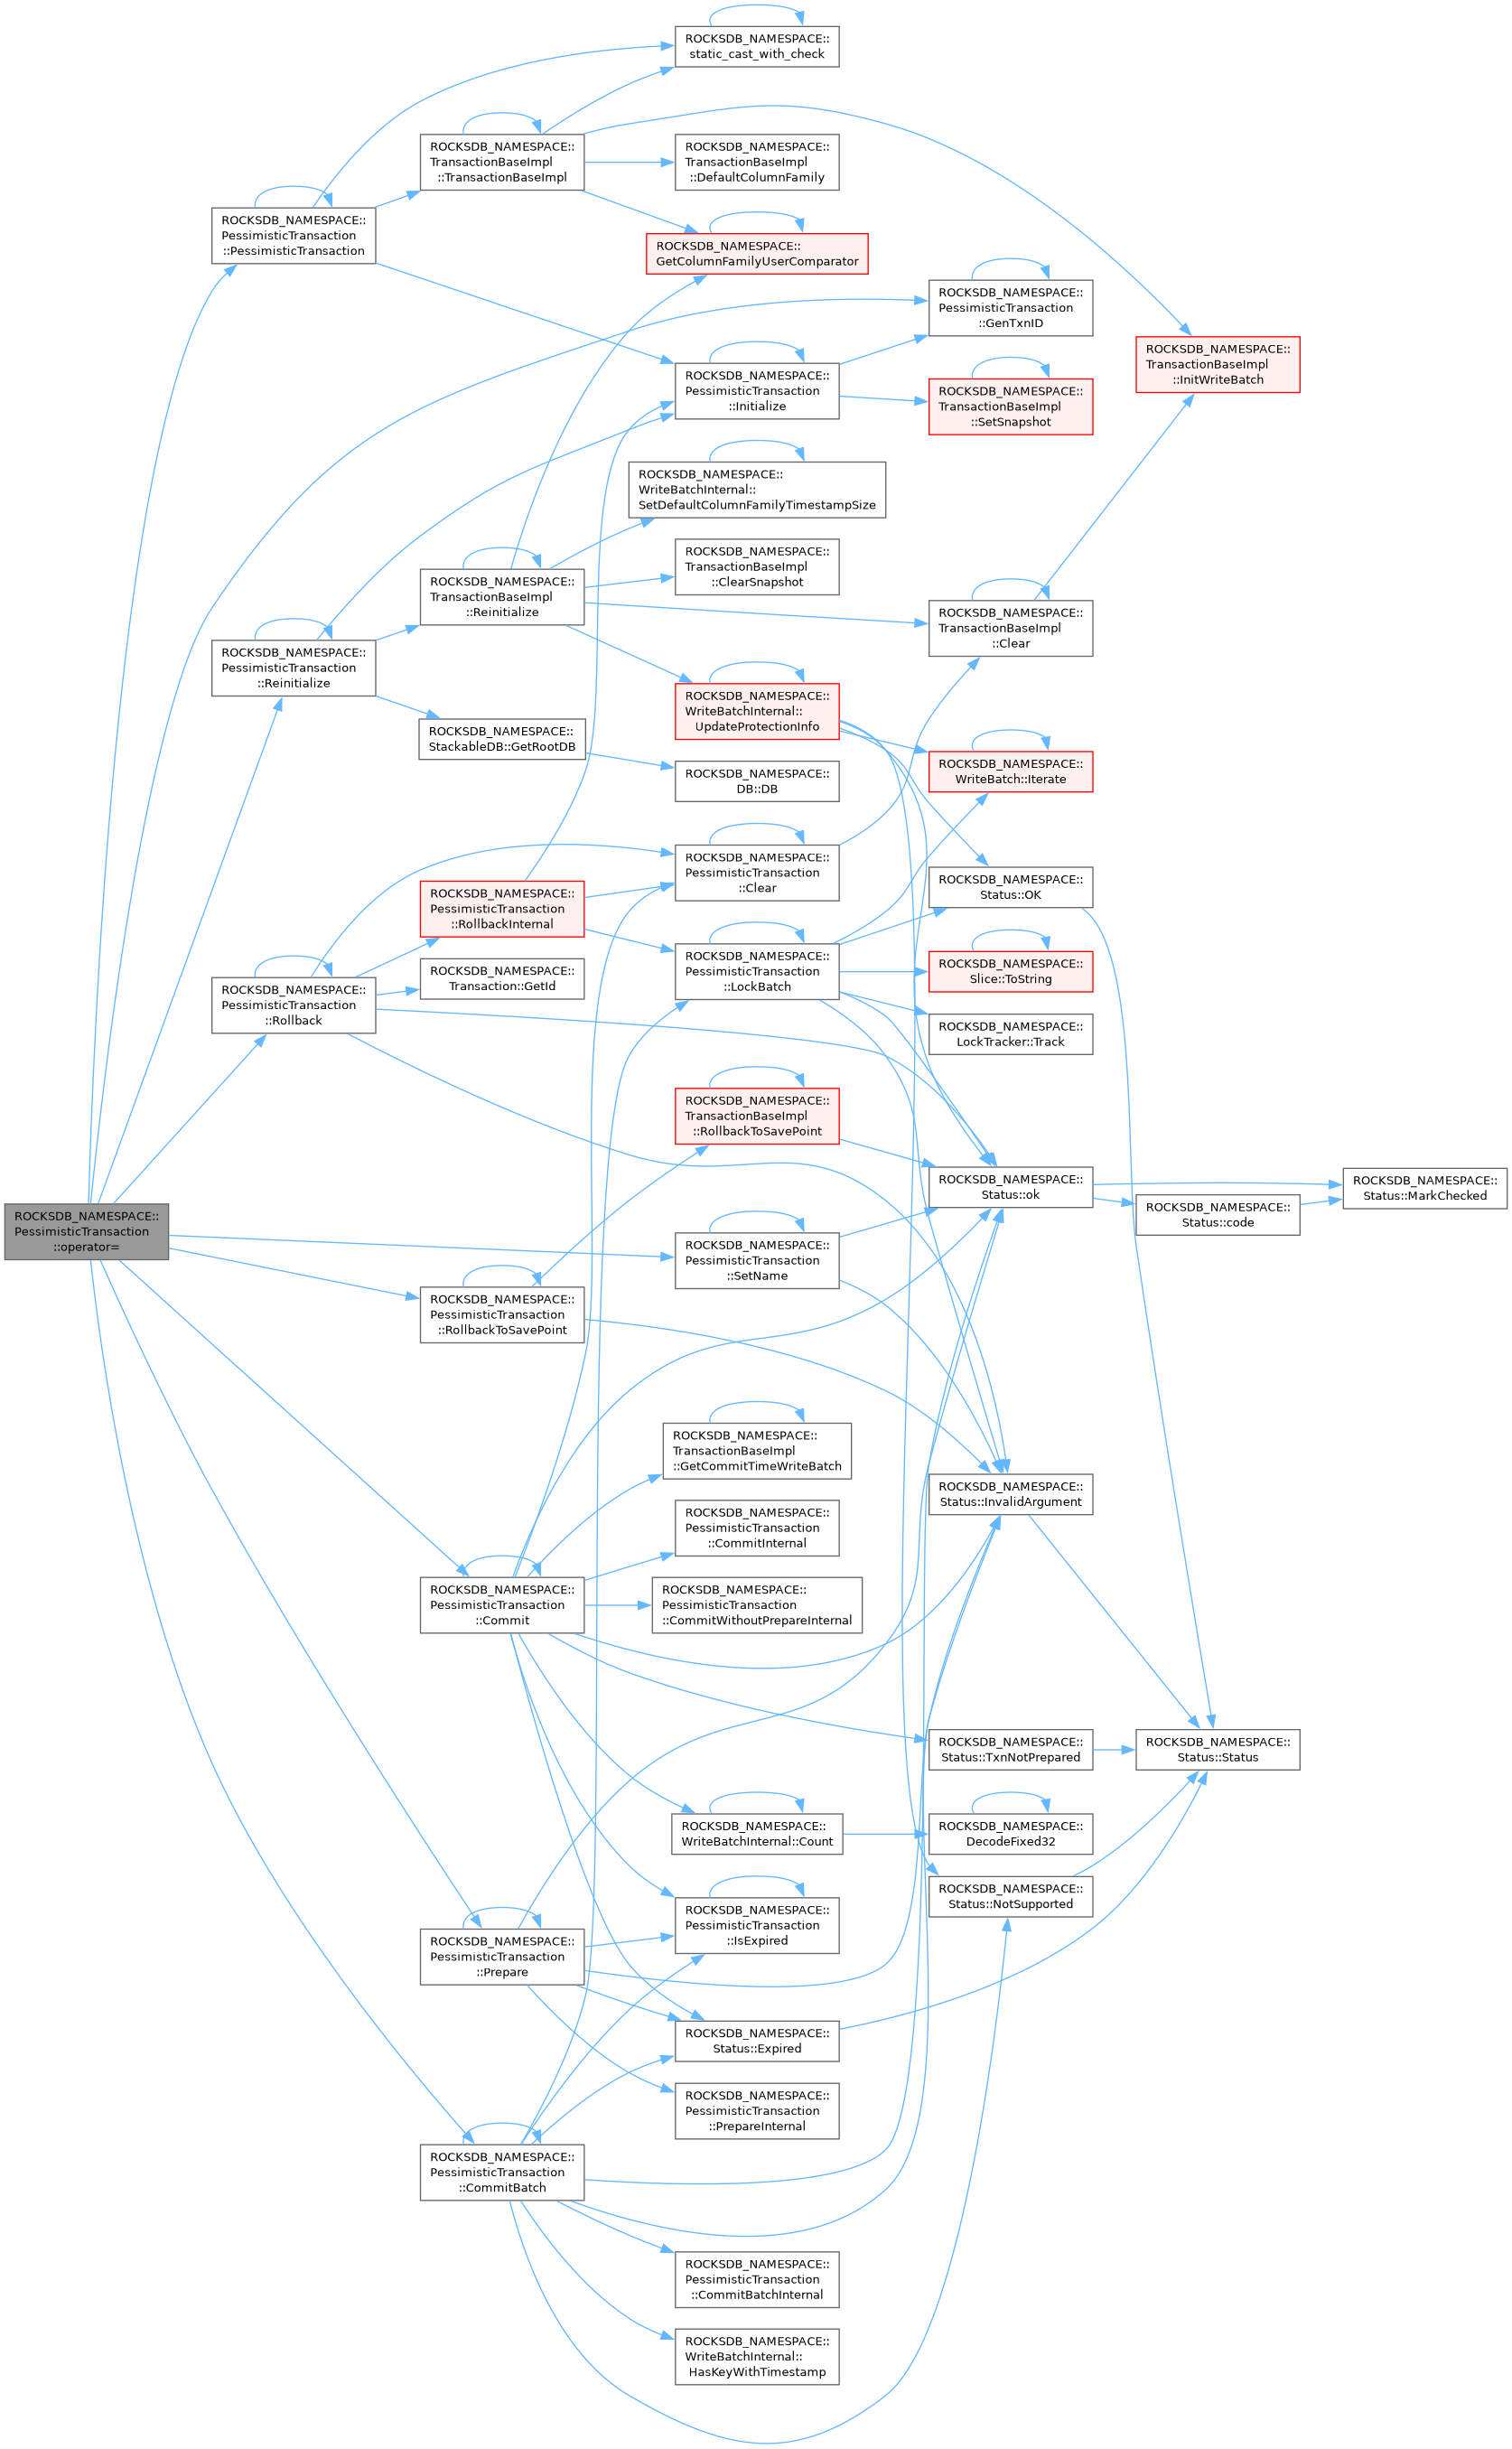 ROCKSDB_NAMESPACE::
static_cast_with_check
ROCKSDB_NAMESPACE::
TransactionBaseImpl
::TransactionBaseImpl
ROCKSDB_NAMESPACE::
TransactionBaseImpl
::DefaultColumnFamily
ROCKSDB_NAMESPACE::
PessimisticTransaction
::PessimisticTransaction
ROCKSDB_NAMESPACE::
GetColumnFamilyUserComparator
ROCKSDB_NAMESPACE::
PessimisticTransaction
::GenTxnID
ROCKSDB_NAMESPACE::
TransactionBaseImpl
::InitWriteBatch
ROCKSDB_NAMESPACE::
PessimisticTransaction
::Initialize
ROCKSDB_NAMESPACE::
TransactionBaseImpl
::SetSnapshot
ROCKSDB_NAMESPACE::
WriteBatchInternal::
SetDefaultColumnFamilyTimestampSize
ROCKSDB_NAMESPACE::
TransactionBaseImpl
::ClearSnapshot
ROCKSDB_NAMESPACE::
TransactionBaseImpl
::Reinitialize
ROCKSDB_NAMESPACE::
TransactionBaseImpl
::Clear
ROCKSDB_NAMESPACE::
PessimisticTransaction
::Reinitialize
ROCKSDB_NAMESPACE::
WriteBatchInternal::
UpdateProtectionInfo
ROCKSDB_NAMESPACE::
StackableDB::GetRootDB
ROCKSDB_NAMESPACE::
WriteBatch::Iterate
ROCKSDB_NAMESPACE::
DB::DB
ROCKSDB_NAMESPACE::
PessimisticTransaction
::Clear
ROCKSDB_NAMESPACE::
Status::OK
ROCKSDB_NAMESPACE::
PessimisticTransaction
::RollbackInternal
ROCKSDB_NAMESPACE::
PessimisticTransaction
::LockBatch
ROCKSDB_NAMESPACE::
Slice::ToString
ROCKSDB_NAMESPACE::
Transaction::GetId
ROCKSDB_NAMESPACE::
PessimisticTransaction
::Rollback
ROCKSDB_NAMESPACE::
LockTracker::Track
ROCKSDB_NAMESPACE::
TransactionBaseImpl
::RollbackToSavePoint
ROCKSDB_NAMESPACE::
Status::ok
ROCKSDB_NAMESPACE::
Status::MarkChecked
ROCKSDB_NAMESPACE::
Status::code
ROCKSDB_NAMESPACE::
PessimisticTransaction
::operator=
ROCKSDB_NAMESPACE::
PessimisticTransaction
::SetName
ROCKSDB_NAMESPACE::
PessimisticTransaction
::RollbackToSavePoint
ROCKSDB_NAMESPACE::
TransactionBaseImpl
::GetCommitTimeWriteBatch
ROCKSDB_NAMESPACE::
Status::InvalidArgument
ROCKSDB_NAMESPACE::
PessimisticTransaction
::CommitInternal
ROCKSDB_NAMESPACE::
PessimisticTransaction
::Commit
ROCKSDB_NAMESPACE::
PessimisticTransaction
::CommitWithoutPrepareInternal
ROCKSDB_NAMESPACE::
Status::TxnNotPrepared
ROCKSDB_NAMESPACE::
Status::Status
ROCKSDB_NAMESPACE::
WriteBatchInternal::Count
ROCKSDB_NAMESPACE::
DecodeFixed32
ROCKSDB_NAMESPACE::
Status::NotSupported
ROCKSDB_NAMESPACE::
PessimisticTransaction
::IsExpired
ROCKSDB_NAMESPACE::
PessimisticTransaction
::Prepare
ROCKSDB_NAMESPACE::
Status::Expired
ROCKSDB_NAMESPACE::
PessimisticTransaction
::PrepareInternal
ROCKSDB_NAMESPACE::
PessimisticTransaction
::CommitBatch
ROCKSDB_NAMESPACE::
PessimisticTransaction
::CommitBatchInternal
ROCKSDB_NAMESPACE::
WriteBatchInternal::
HasKeyWithTimestamp